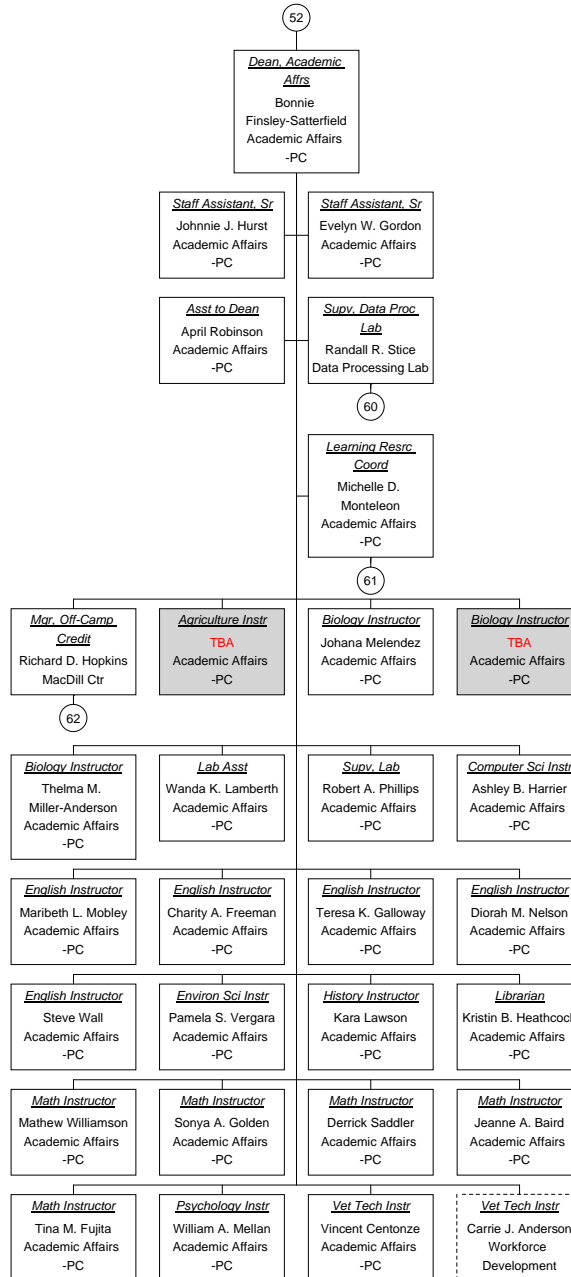 52
Dean, Academic
Affrs
Bonnie
Finsley-Satterfield
Academic Affairs
-PC
Staff Assistant, Sr
Johnnie J. Hurst
Academic Affairs
-PC
Staff Assistant, Sr
Evelyn W. Gordon
Academic Affairs
-PC
Asst to Dean
April Robinson
Academic Affairs
-PC
Supv, Data Proc
Lab
Randall R. Stice
Data Processing Lab
60
Learning Resrc
Coord
Michelle D.
Monteleon
Academic Affairs
-PC
61
Mgr, Off-Camp
Credit
Richard D. Hopkins
MacDill Ctr
62
Agriculture Instr
TBA
Academic Affairs
-PC
Biology Instructor
Johana Melendez
Academic Affairs
-PC
Biology Instructor
TBA
Academic Affairs
-PC
Biology Instructor
Thelma M.
Miller-Anderson
Academic Affairs
-PC
Lab Asst
Wanda K. Lamberth
Academic Affairs
-PC
Supv, Lab
Robert A. Phillips
Academic Affairs
-PC
Computer Sci Instr
Ashley B. Harrier
Academic Affairs
-PC
English Instructor
Maribeth L. Mobley
Academic Affairs
-PC
English Instructor
Charity A. Freeman
Academic Affairs
-PC
English Instructor
Teresa K. Galloway
Academic Affairs
-PC
English Instructor
Diorah M. Nelson
Academic Affairs
-PC
English Instructor
Steve Wall
Academic Affairs
-PC
Environ Sci Instr
Pamela S. Vergara
Academic Affairs
-PC
History Instructor
Kara Lawson
Academic Affairs
-PC
Librarian
Kristin B. Heathcock
Academic Affairs
-PC
Math Instructor
Mathew Williamson
Academic Affairs
-PC
Math Instructor
Sonya A. Golden
Academic Affairs
-PC
Math Instructor
Derrick Saddler
Academic Affairs
-PC
Math Instructor
Jeanne A. Baird
Academic Affairs
-PC
Math Instructor
Tina M. Fujita
Academic Affairs
-PC
Psychology Instr
William A. Mellan
Academic Affairs
-PC
Vet Tech Instr
Vincent Centonze
Academic Affairs
-PC
Vet Tech Instr
Carrie J. Anderson
Workforce
Development